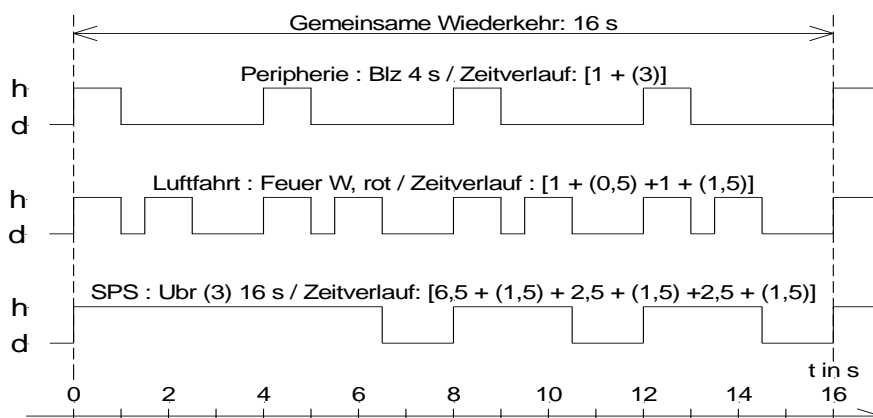 Gemeinsame Wiederkehr: 16 s
Peripherie : Blz 4 s / Zeitverlauf: [1 + (3)]
h
d
Luftfahrt : Feuer W, rot / Zeitverlauf : [1 + (0,5) +1 + (1,5)]
h
d
SPS : Ubr (3) 16 s / Zeitverlauf: [6,5 + (1,5) + 2,5 + (1,5) +2,5 + (1,5)]
h
d
t in s
0 2 4 6 8 10 12 14 16